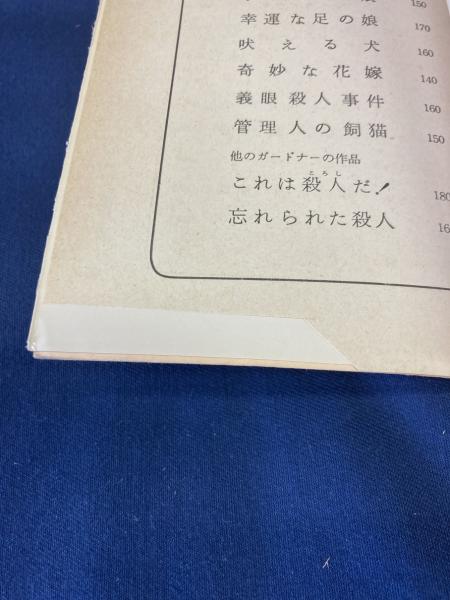 150
幸運な足の娘 170
吠える犬 160
奇妙な花嫁 140
義眼殺人事件 160
管理人の飼猫 150
他のガードナーの作品
これは殺人だ! 180
忘れられた殺人